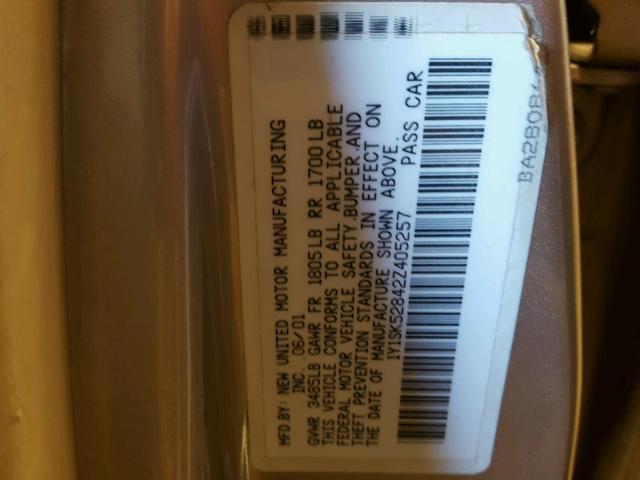 MFD BY: NEW UNITED MOTOR MANUFACTURING
INC. 06/01
GVWR 3485LB GAWR FR 1805LB RR 1700LB
THIS VEHICLE CONFORMS TO ALL APPLICABLE
FEDERAL MOTOR VEHICLE SAFETY, BUMPER, AND
THEFT PREVENTION STANDARDS IN EFFECT ON
THE DATE OF MANUFACTURE SHOWN ABOVE.
1Y1SK52842Z405257 PASS CAR